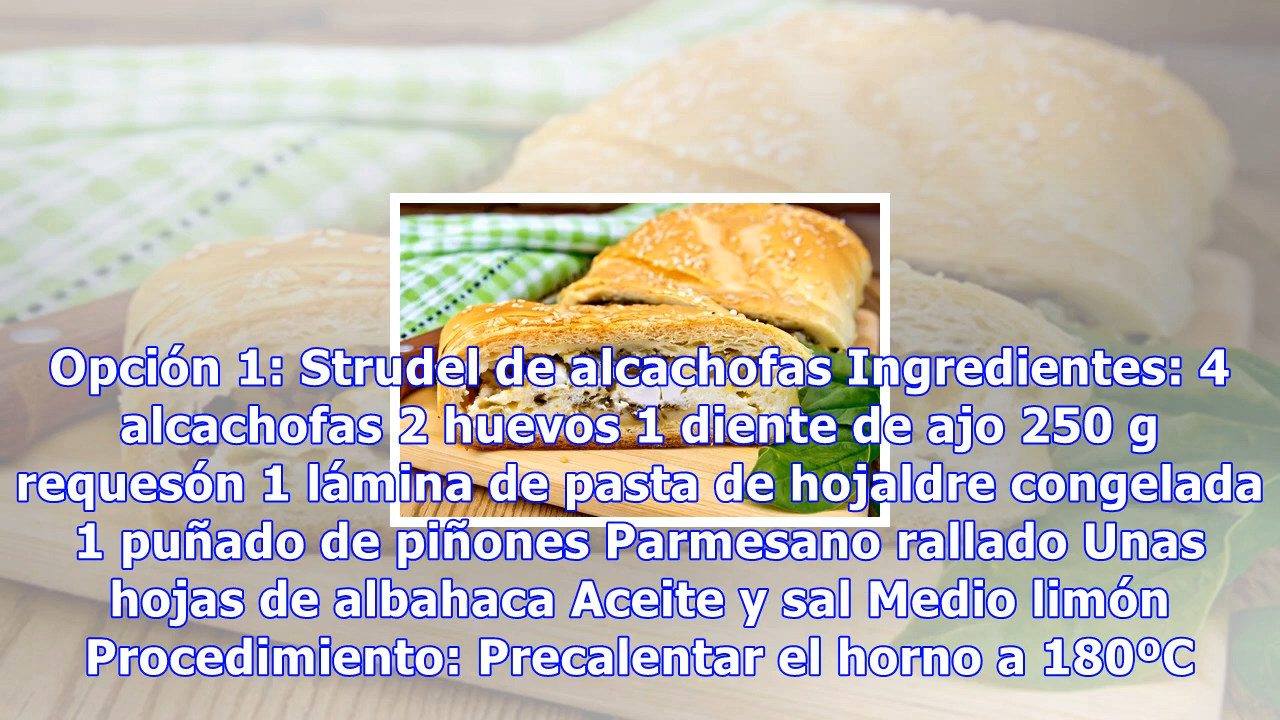 Opción 1: Strudel de alcachofas Ingredientes: 4
alcachofas 2 huevos 1 diente de ajo 250 g
requesón 1 lámina de pasta de hojaldre congelada
1 puñado de piñones Parmesano rallado Unas
hojas de albahaca Aceite y sal Medio limón
Procedimiento: Precalentar el horno a 180ºC